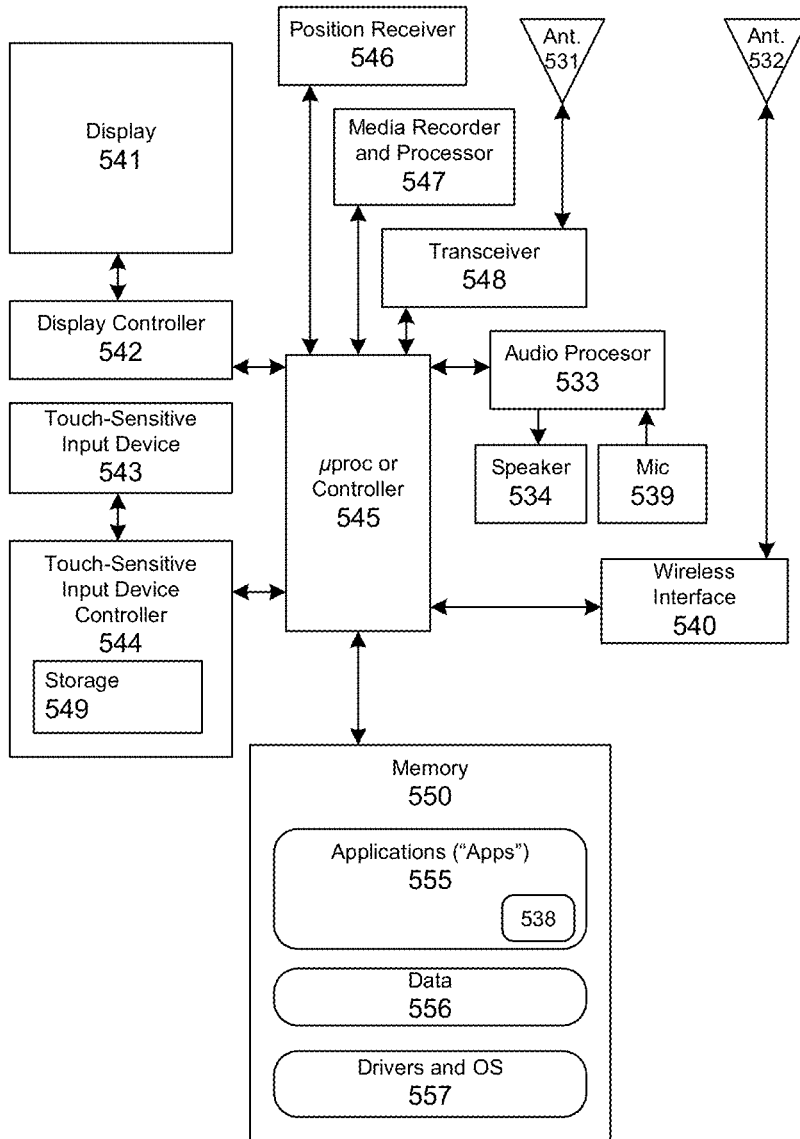 Position Receiver
546
Ant.
531
Ant.
532
Display
541
Media Recorder
and Processor
547
Transceiver
548
Display Controller
542
Audio Procesor
533
Touch-Sensitive
Input Device
543
µproc or
Controller
545
Speaker
534
Mic
539
Touch-Sensitive
Input Device
Controller
544
Storage
549
Wireless
Interface
540
Memory
550
Applications (“Apps”)
555
538
Data
556
Drivers and OS
557